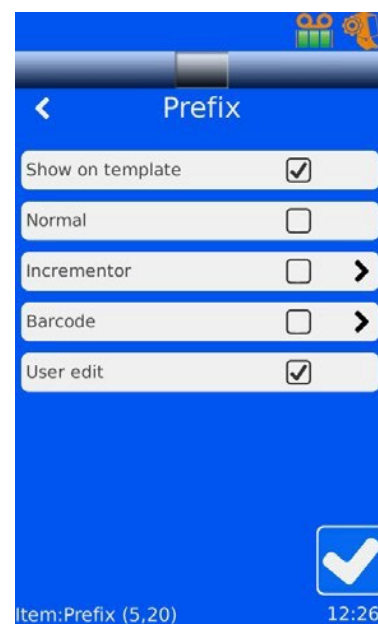 Prefix
Show on template
Normal
Incrementor
Barcode
User edit
Item:Prefix (5,20) 12:26